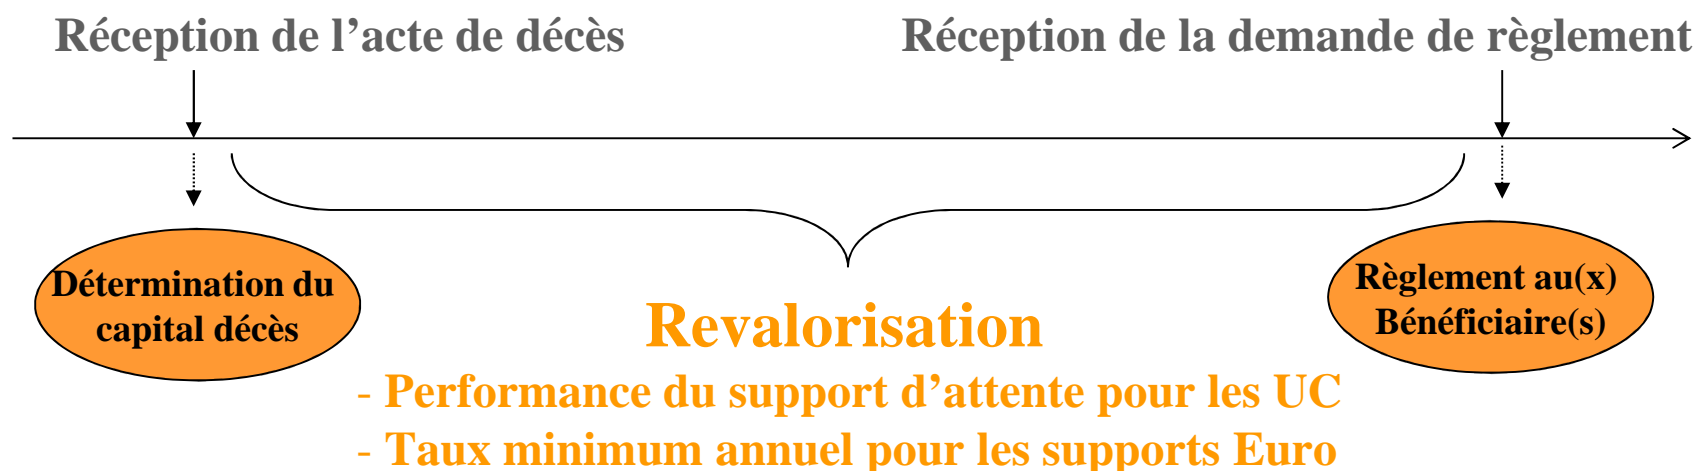 Réception de l’acte de décès
Réception de la demande de règlement
Détermination du
capital décès
Règlement au(x)
Bénéficiaire(s)
Revalorisation
- Performance du support d’attente pour les UC
- Taux minimum annuel pour les supports Euro